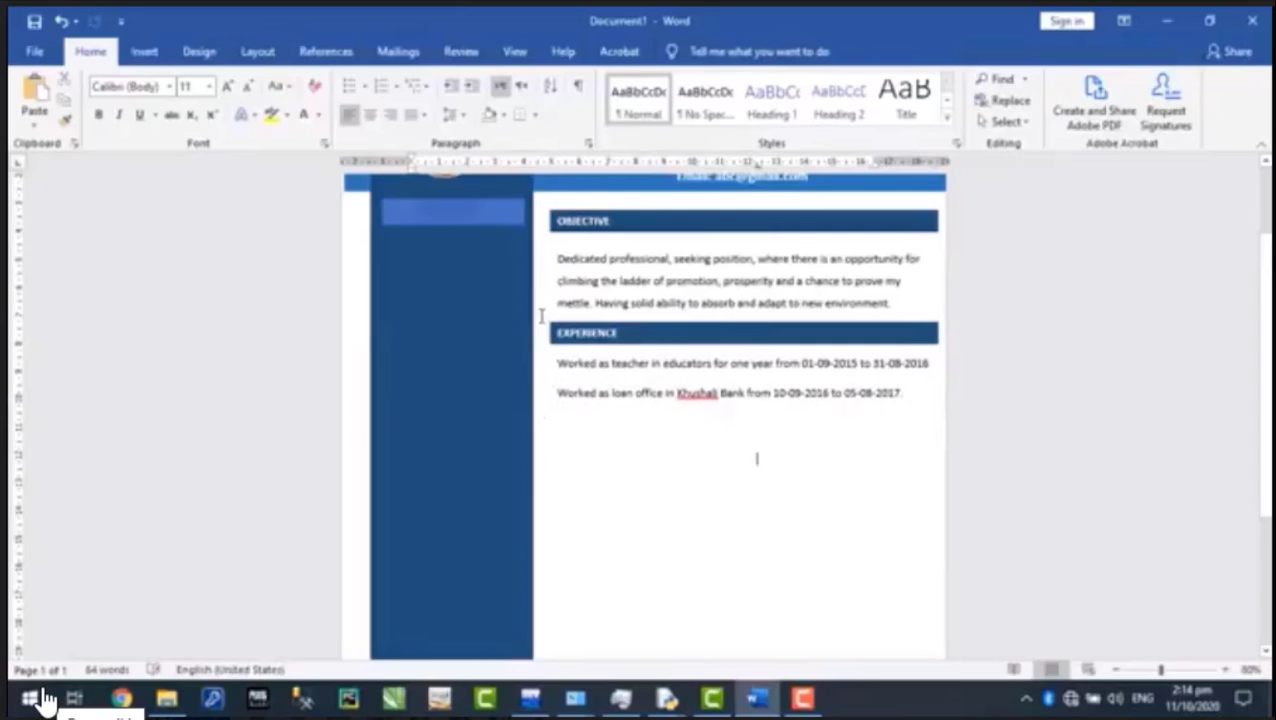 Document1 - Word
Sign in
File Home Insert Design Layout References Mailings Review View Help Acrobat Tell me what you want to do Share
Paste
Calibri (Body) 11
AaBbCcDc AaBbCcDc AaBbCc AaBbCcD AaB
¶ Normal ¶ No Spac... Heading 1 Heading 2 Title
Find
Replace
Select
Create and Share Adobe PDF
Request Signatures
Clipboard Font Paragraph Styles Editing Adobe Acrobat
Email: abc@gmail.com
OBJECTIVE
Dedicated professional, seeking position, where there is an opportunity for
climbing the ladder of promotion, prosperity and a chance to prove my
mettle. Having solid ability to absorb and adapt to new environment.
EXPERIENCE
Worked as teacher in educators for one year from 01-09-2015 to 31-08-2016
Worked as loan office in Khushali Bank from 10-09-2016 to 05-08-2017.
Page 1 of 1 64 words English (United States) 80%
ENG 2:14 pm
11/10/2020